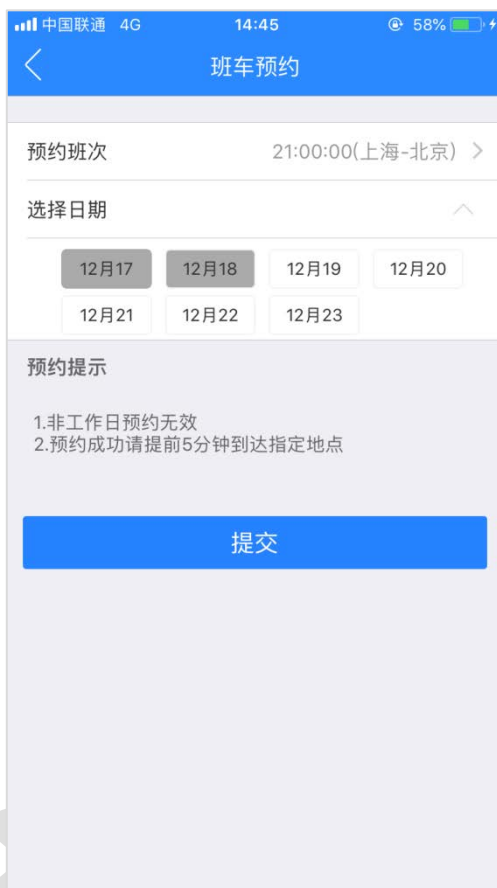 中国联通 4G 14:45 58%
班车预约
预约班次 21:00:00(上海-北京)
选择日期
12月17 12月18 12月19 12月20
12月21 12月22 12月23
预约提示
1.非工作日预约无效
2.预约成功请提前5分钟到达指定地点
提交